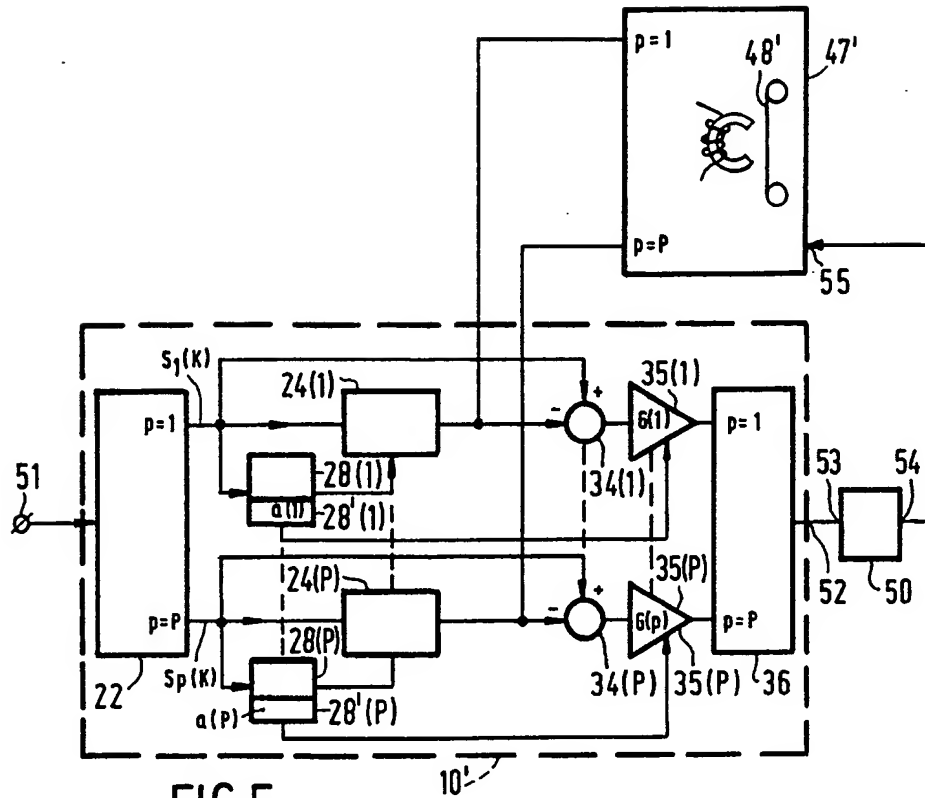 p=1
48'
47'
p=P
55
S1(K)
24(1)
35(1)
p=1
+
-
G(1)
p=1
51
28(1)
34(1)
53
54
a(1)
28'(1)
52
24(P)
35(P)
50
p=P
+
-
G(p)
p=P
28(P)
22
Sp(K)
34(P)
35(P)
36
a(P)
28'(P)
10'